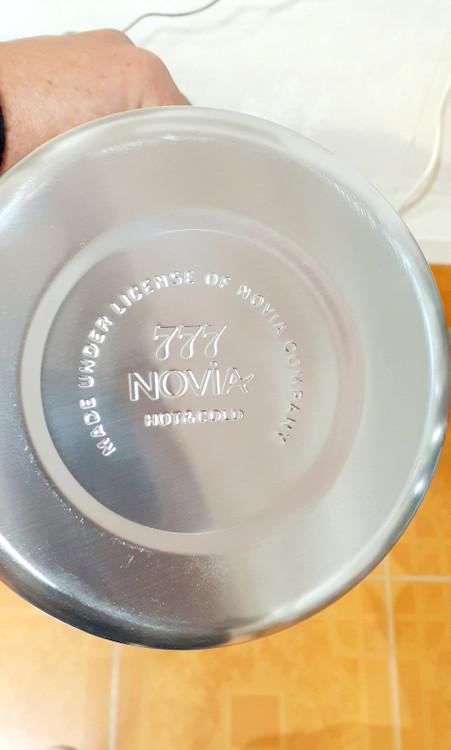 MADE UNDER LICENSE OF NOVIA COMPANY
777
NOVIA
HOT&COLD